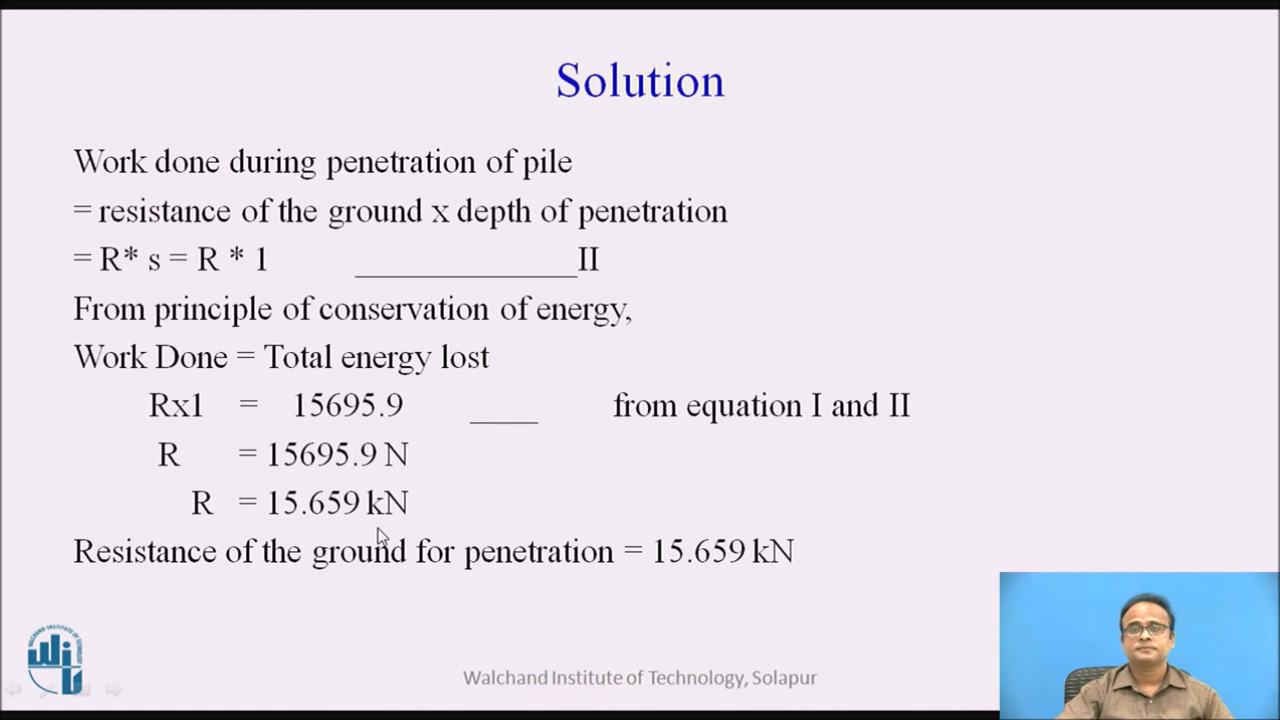 Solution
Work done during penetration of pile
= resistance of the ground x depth of penetration
= R* s = R * 1 _____________II
From principle of conservation of energy,
Work Done = Total energy lost
Rx1 = 15695.9 ____ from equation I and II
R = 15695.9 N
R = 15.659 kN
Resistance of the ground for penetration = 15.659 kN
Walchand Institute of Technology, Solapur